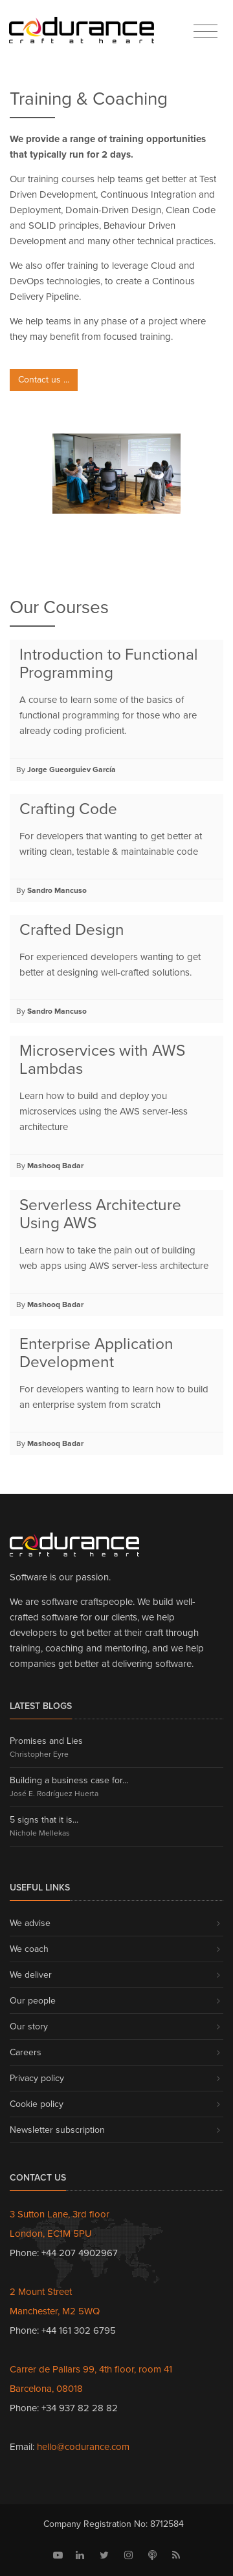 codurance
craft at heart
Training & Coaching
We provide a range of training opportunities
that typically run for 2 days.
Our training courses help teams get better at Test
Driven Development, Continuous Integration and
Deployment, Domain-Driven Design, Clean Code
and SOLID principles, Behaviour Driven
Development and many other technical practices.
We also offer training to leverage Cloud and
DevOps technologies, to create a Continous
Delivery Pipeline.
We help teams in any phase of a project where
they may benefit from focused training.
Contact us ...
Our Courses
Introduction to Functional
Programming
A course to learn some of the basics of
functional programming for those who are
already coding proficient.
By Jorge Gueorguiev García
Crafting Code
For developers that wanting to get better at
writing clean, testable & maintainable code
By Sandro Mancuso
Crafted Design
For experienced developers wanting to get
better at designing well-crafted solutions.
By Sandro Mancuso
Microservices with AWS
Lambdas
Learn how to build and deploy you
microservices using the AWS server-less
architecture
By Mashooq Badar
Serverless Architecture
Using AWS
Learn how to take the pain out of building
web apps using AWS server-less architecture
By Mashooq Badar
Enterprise Application
Development
For developers wanting to learn how to build
an enterprise system from scratch
By Mashooq Badar
codurance
craft at heart
Software is our passion.
We are software craftspeople. We build well-
crafted software for our clients, we help
developers to get better at their craft through
training, coaching and mentoring, and we help
companies get better at delivering software.
LATEST BLOGS
Promises and Lies
Christopher Eyre
Building a business case for...
José E. Rodríguez Huerta
5 signs that it is...
Nichole Mellekas
USEFUL LINKS
We advise
We coach
We deliver
Our people
Our story
Careers
Privacy policy
Cookie policy
Newsletter subscription
CONTACT US
3 Sutton Lane, 3rd floor
London, EC1M 5PU
Phone: +44 207 4902967
2 Mount Street
Manchester, M2 5WQ
Phone: +44 161 302 6795
Carrer de Pallars 99, 4th floor, room 41
Barcelona, 08018
Phone: +34 937 82 28 82
Email: hello@codurance.com
Company Registration No: 8712584